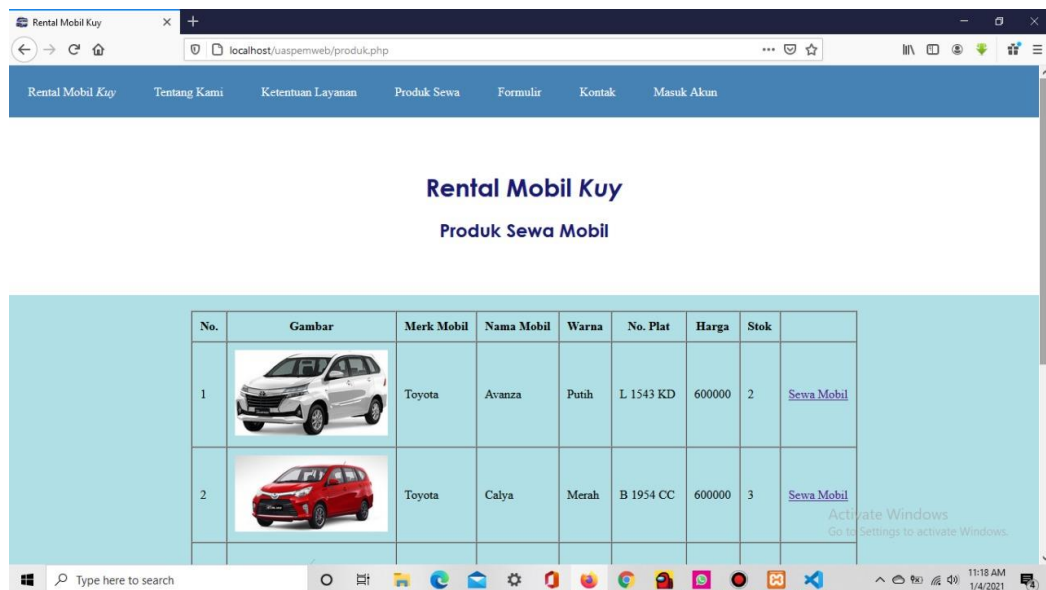 Rental Mobil Kuy
localhost/uaspemweb/produk.php
Rental Mobil Kuy Tentang Kami Ketentuan Layanan Produk Sewa Formulir Kontak Masuk Akun
Rental Mobil Kuy
Produk Sewa Mobil
No. Gambar Merk Mobil Nama Mobil Warna No. Plat Harga Stok
1 Toyota Avanza Putih L 1543 KD 600000 2 Sewa Mobil
2 Toyota Calya Merah B 1954 CC 600000 3 Sewa Mobil
Activate Windows
Go to Settings to activate Windows.
Type here to search
11:18 AM
1/4/2021